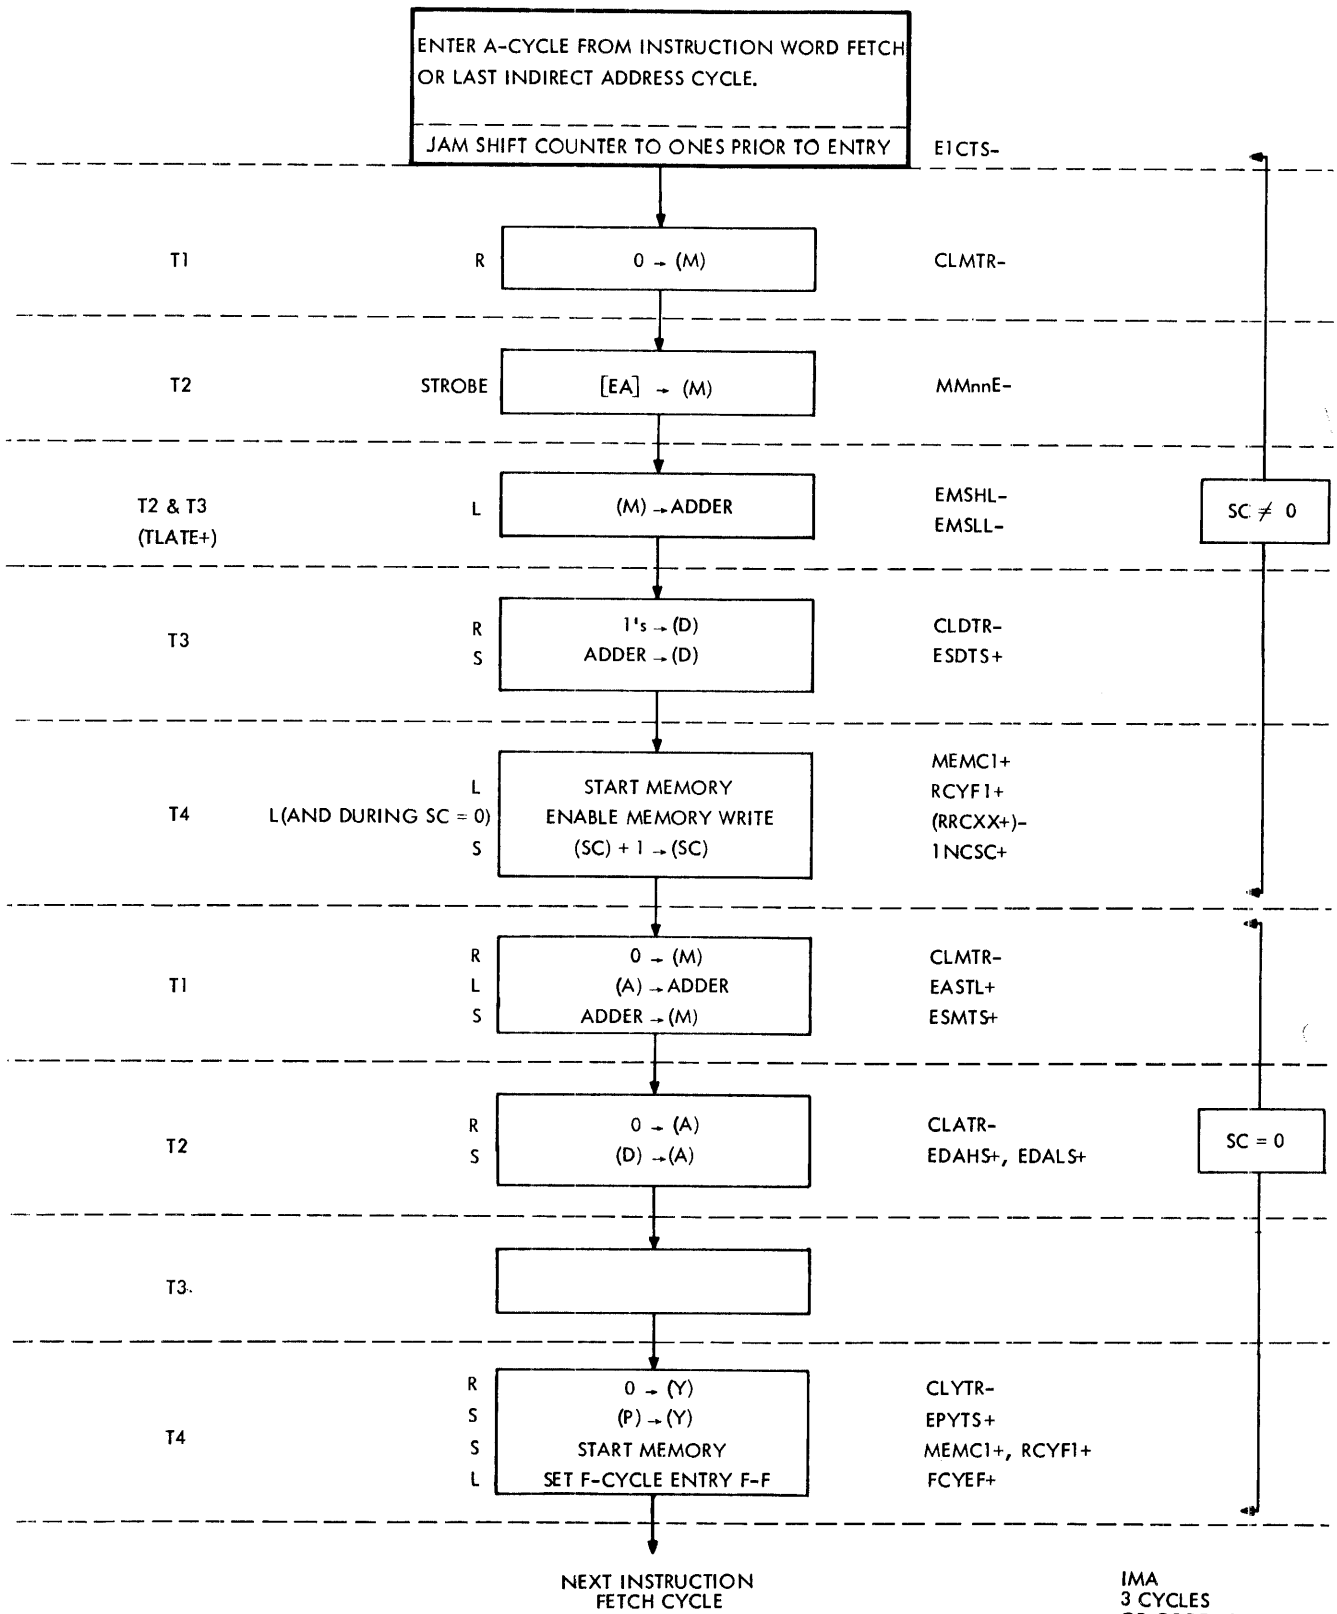 ENTER A-CYCLE FROM INSTRUCTION WORD FETCH
OR LAST INDIRECT ADDRESS CYCLE.
JAM SHIFT COUNTER TO ONES PRIOR TO ENTRY E1CTS-
T1 R 0 → (M) CLMTR-
T2 STROBE [EA] → (M) MMnnE-
T2 & T3
(TLATE+)
L (M) → ADDER
EMSHL-
EMSLL-
SC ≠ 0
T3
R 1's → (D) CLDTR-
S ADDER → (D) ESDTS+
T4
L START MEMORY
L(AND DURING SC = 0) ENABLE MEMORY WRITE
S (SC) + 1 → (SC)
MEMC1+
RCYF1+
(RRCXX+)-
1NCSC+
T1
R 0 → (M) CLMTR-
L (A) → ADDER EASTL+
S ADDER → (M) ESMTS+
T2
R 0 → (A) CLATR-
S (D) → (A) EDAHS+, EDALS+
SC = 0
T3
T4
R 0 → (Y) CLYTR-
S (P) → (Y) EPYTS+
S START MEMORY MEMC1+, RCYF1+
L SET F-CYCLE ENTRY F-F FCYEF+
NEXT INSTRUCTION
FETCH CYCLE
IMA
3 CYCLES